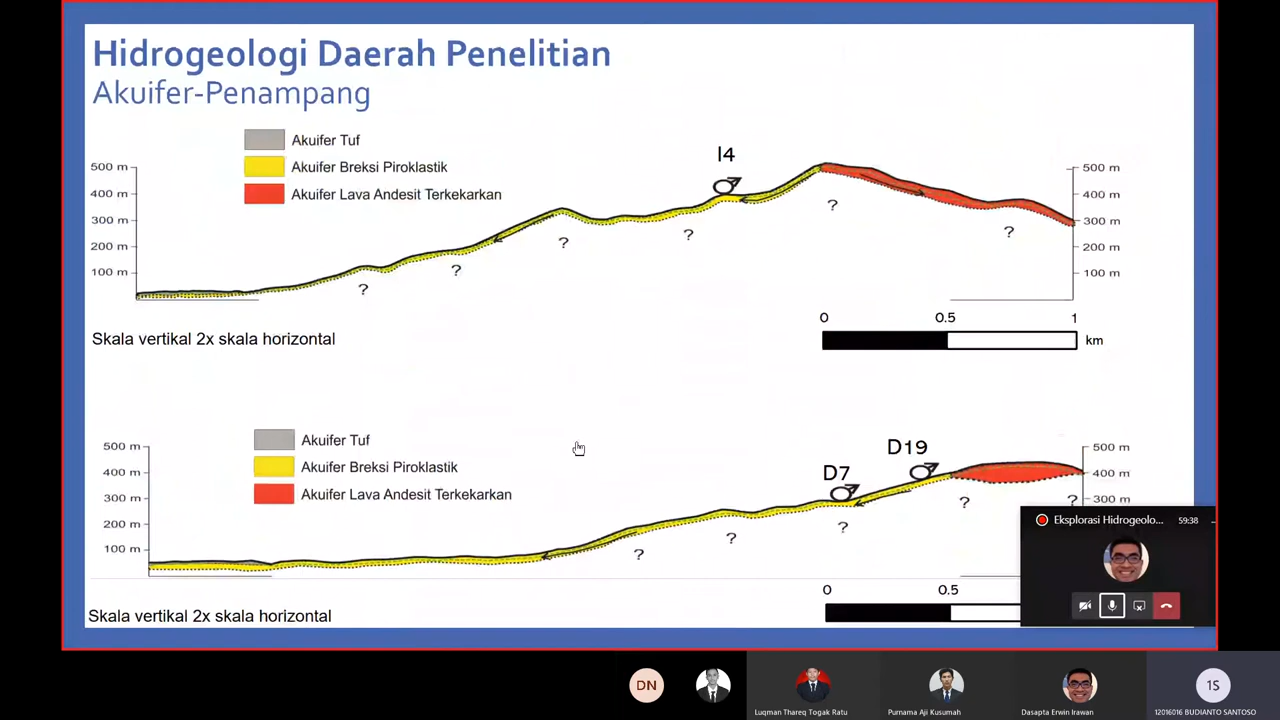 Hidrogeologi Daerah Penelitian
Akuifer-Penampang
Akuifer Tuf
Akuifer Breksi Piroklastik
Akuifer Lava Andesit Terkekarkan
500 m
400 m
300 m
200 m
100 m
I4
?
?
?
?
?
?
500 m
400 m
300 m
200 m
100 m
Skala vertikal 2x skala horizontal
0 0.5 1
km
Akuifer Tuf
Akuifer Breksi Piroklastik
Akuifer Lava Andesit Terkekarkan
500 m
400 m
300 m
200 m
100 m
D7
D19
?
?
?
?
?
500 m
400 m
300 m
Skala vertikal 2x skala horizontal
0 0.5
Eksplorasi Hidrogeolo... 59:38
DN
Luqman Thareq Togak Ratu
Purnama Aji Kusumah
Dasapta Erwin Irawan
1S
12016016 BUDIANTO SANTOSO